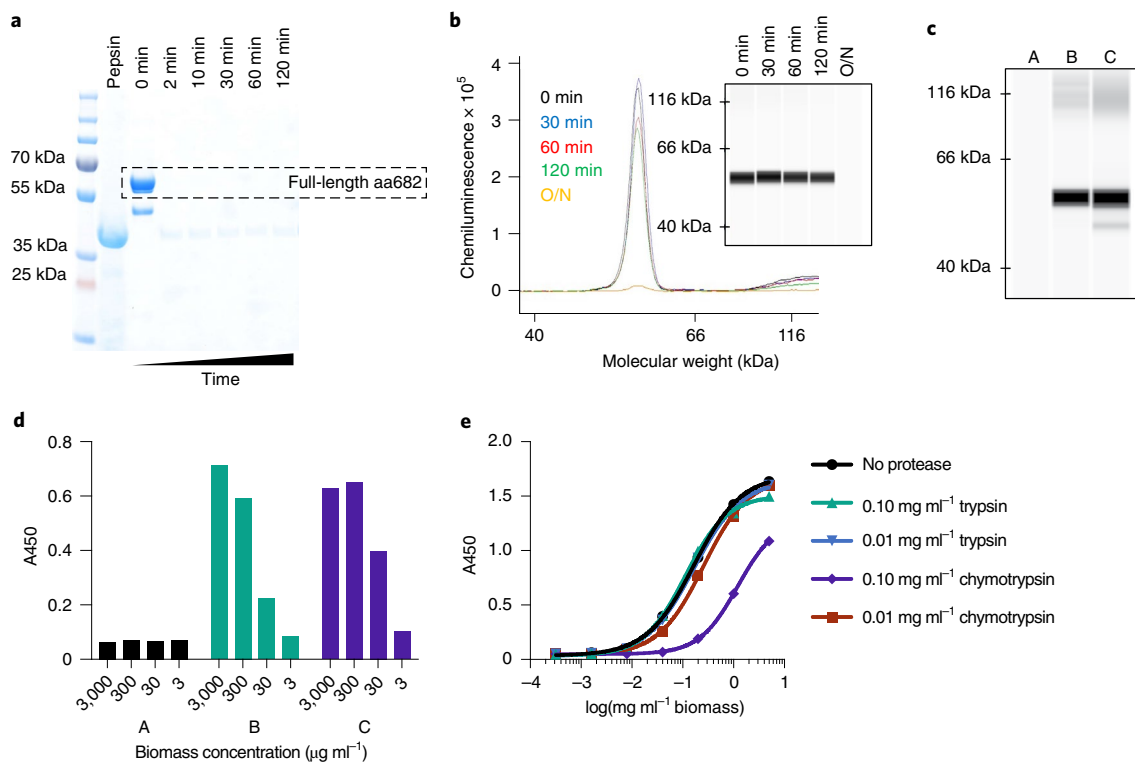 a
Pepsin
0 min
2 min
10 min
30 min
60 min
120 min
70 kDa
55 kDa
35 kDa
25 kDa
Full-length aa682
Time
b
Chemiluminescence × 10⁵
4
3
2
1
0
40
66
116
Molecular weight (kDa)
0 min
30 min
60 min
120 min
O/N
0 min
30 min
60 min
120 min
O/N
116 kDa
66 kDa
40 kDa
c
A
B
C
116 kDa
66 kDa
40 kDa
d
A450
0.8
0.6
0.4
0.2
0
3,000
300
30
3
3,000
300
30
3
3,000
300
30
3
A
B
C
Biomass concentration (μg ml⁻¹)
e
A450
2.0
1.5
1.0
0.5
0
–4
–3
–2
–1
0
1
log(mg ml⁻¹ biomass)
No protease
0.10 mg ml⁻¹ trypsin
0.01 mg ml⁻¹ trypsin
0.10 mg ml⁻¹ chymotrypsin
0.01 mg ml⁻¹ chymotrypsin